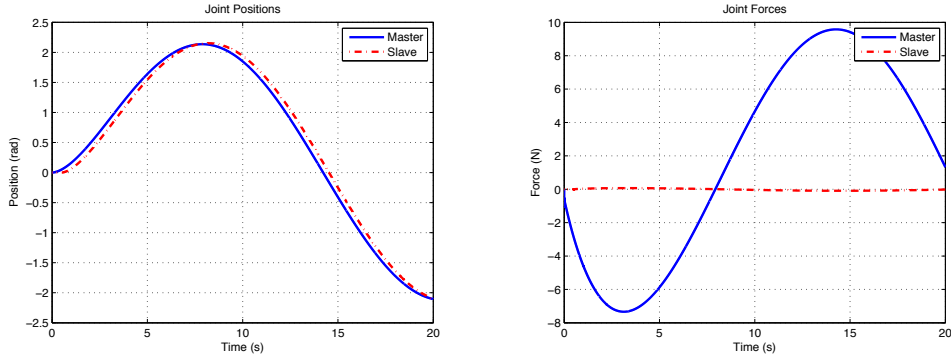 Joint Positions
2.5
2
1.5
1
0.5
0
−0.5
−1
−1.5
−2
−2.5
Position (rad)
Master
Slave
0 5 10 15 20
Time (s)
Joint Forces
10
8
6
4
2
0
−2
−4
−6
−8
Force (N)
Master
Slave
0 5 10 15 20
Time (s)